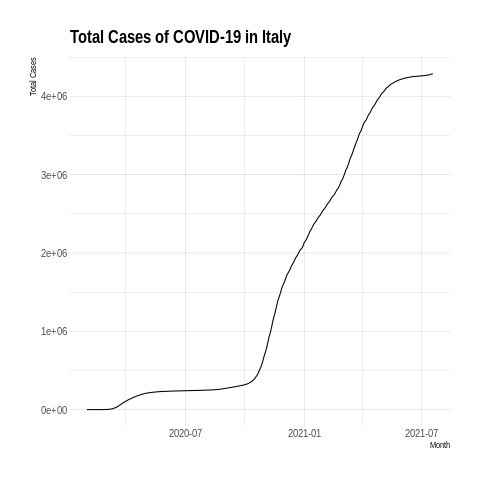 Total Cases of COVID-19 in Italy
Total Cases
4e+06
3e+06
2e+06
1e+06
0e+00
2020-07 2021-01 2021-07
Month